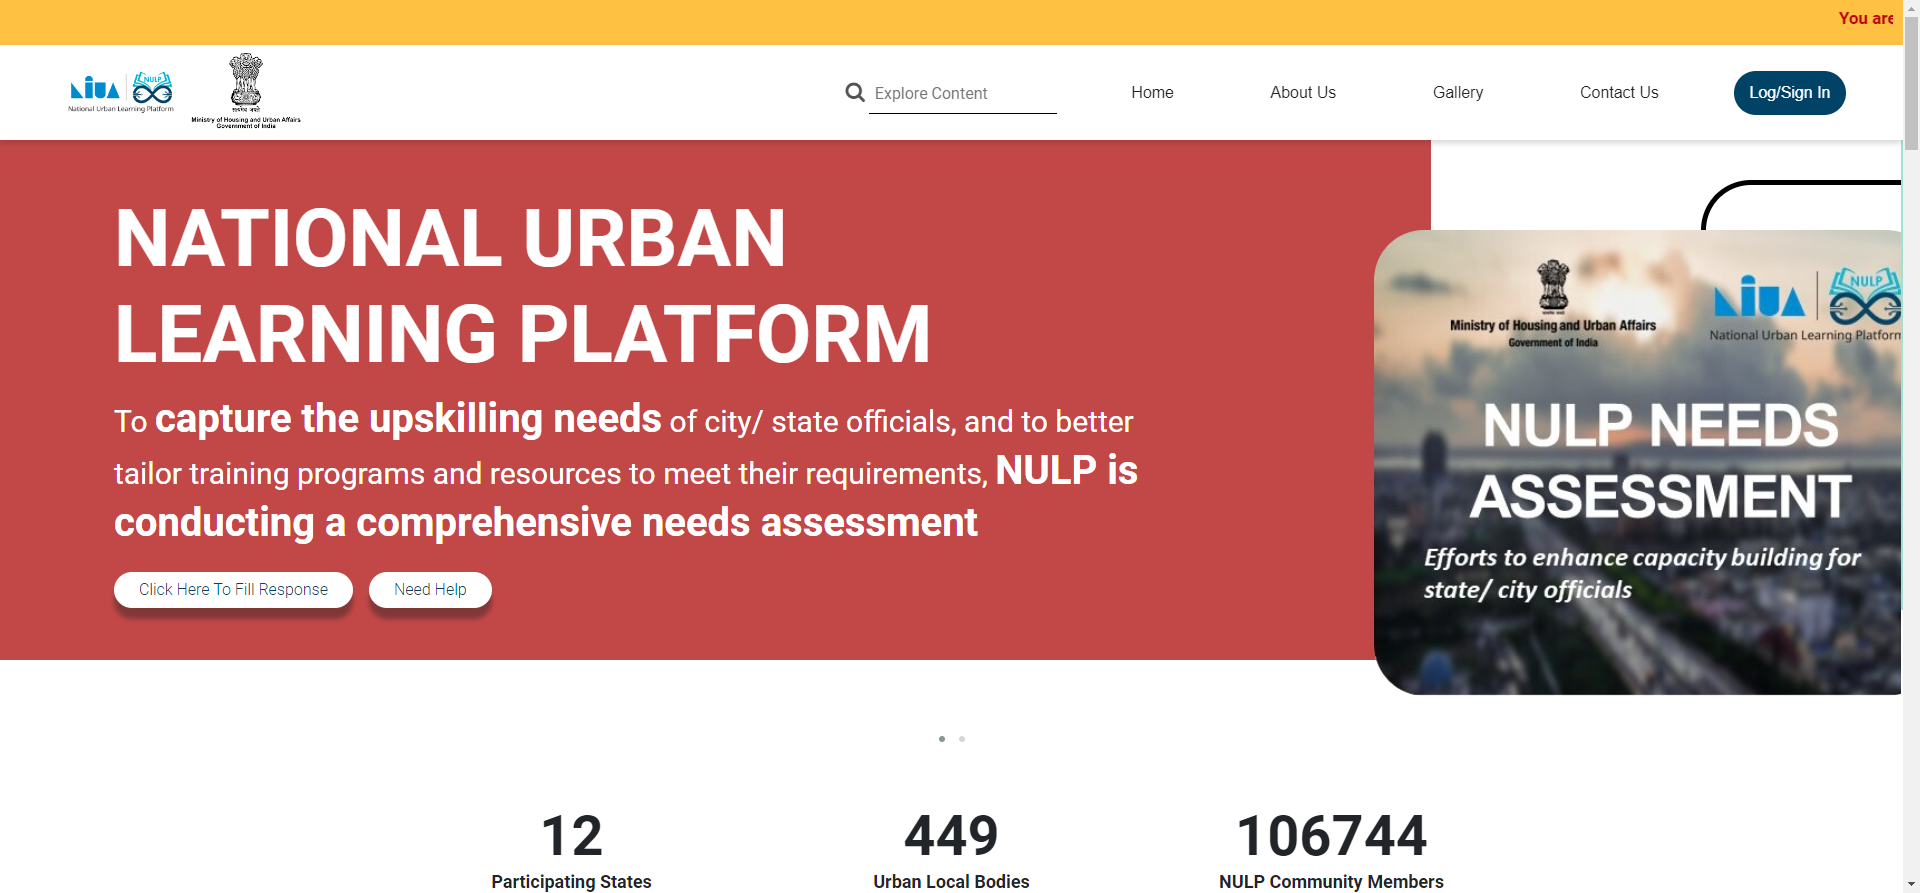 You are
NIUA
NULP
National Urban Learning Platform
सत्यमेव जयते
Ministry of Housing and Urban Affairs
Government of India
Explore Content
Home
About Us
Gallery
Contact Us
Log/Sign In
NATIONAL URBAN
LEARNING PLATFORM
To capture the upskilling needs of city/ state officials, and to better
tailor training programs and resources to meet their requirements, NULP is
conducting a comprehensive needs assessment
Click Here To Fill Response
Need Help
Ministry of Housing and Urban Affairs
Government of India
NIUA
NULP
National Urban Learning Platform
NULP NEEDS
ASSESSMENT
Efforts to enhance capacity building for
state/ city officials
12
Participating States
449
Urban Local Bodies
106744
NULP Community Members